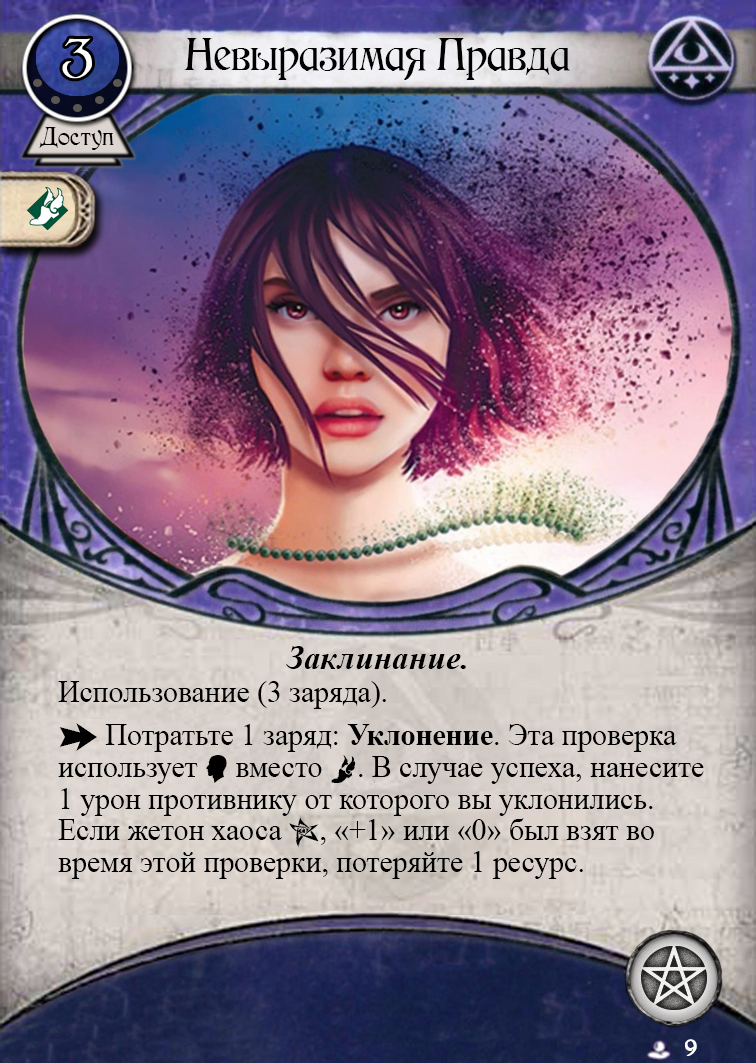 3
Невыразимая Правда
Доступ
Заклинание.
Использование (3 заряда).
Потратьте 1 заряд: Уклонение. Эта проверка
использует вместо . В случае успеха, нанесите
1 урон противнику от которого вы уклонились.
Если жетон хаоса , «+1» или «0» был взят во
время этой проверки, потеряйте 1 ресурс.
9